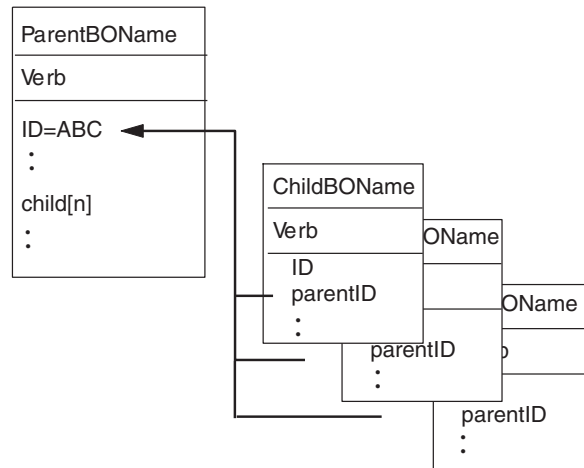 ParentBOName
Verb
ID=ABC
:
child[n]
:
ChildBOName
Verb
ID
parentID
:
OName
parentID
:
OName
parentID
: